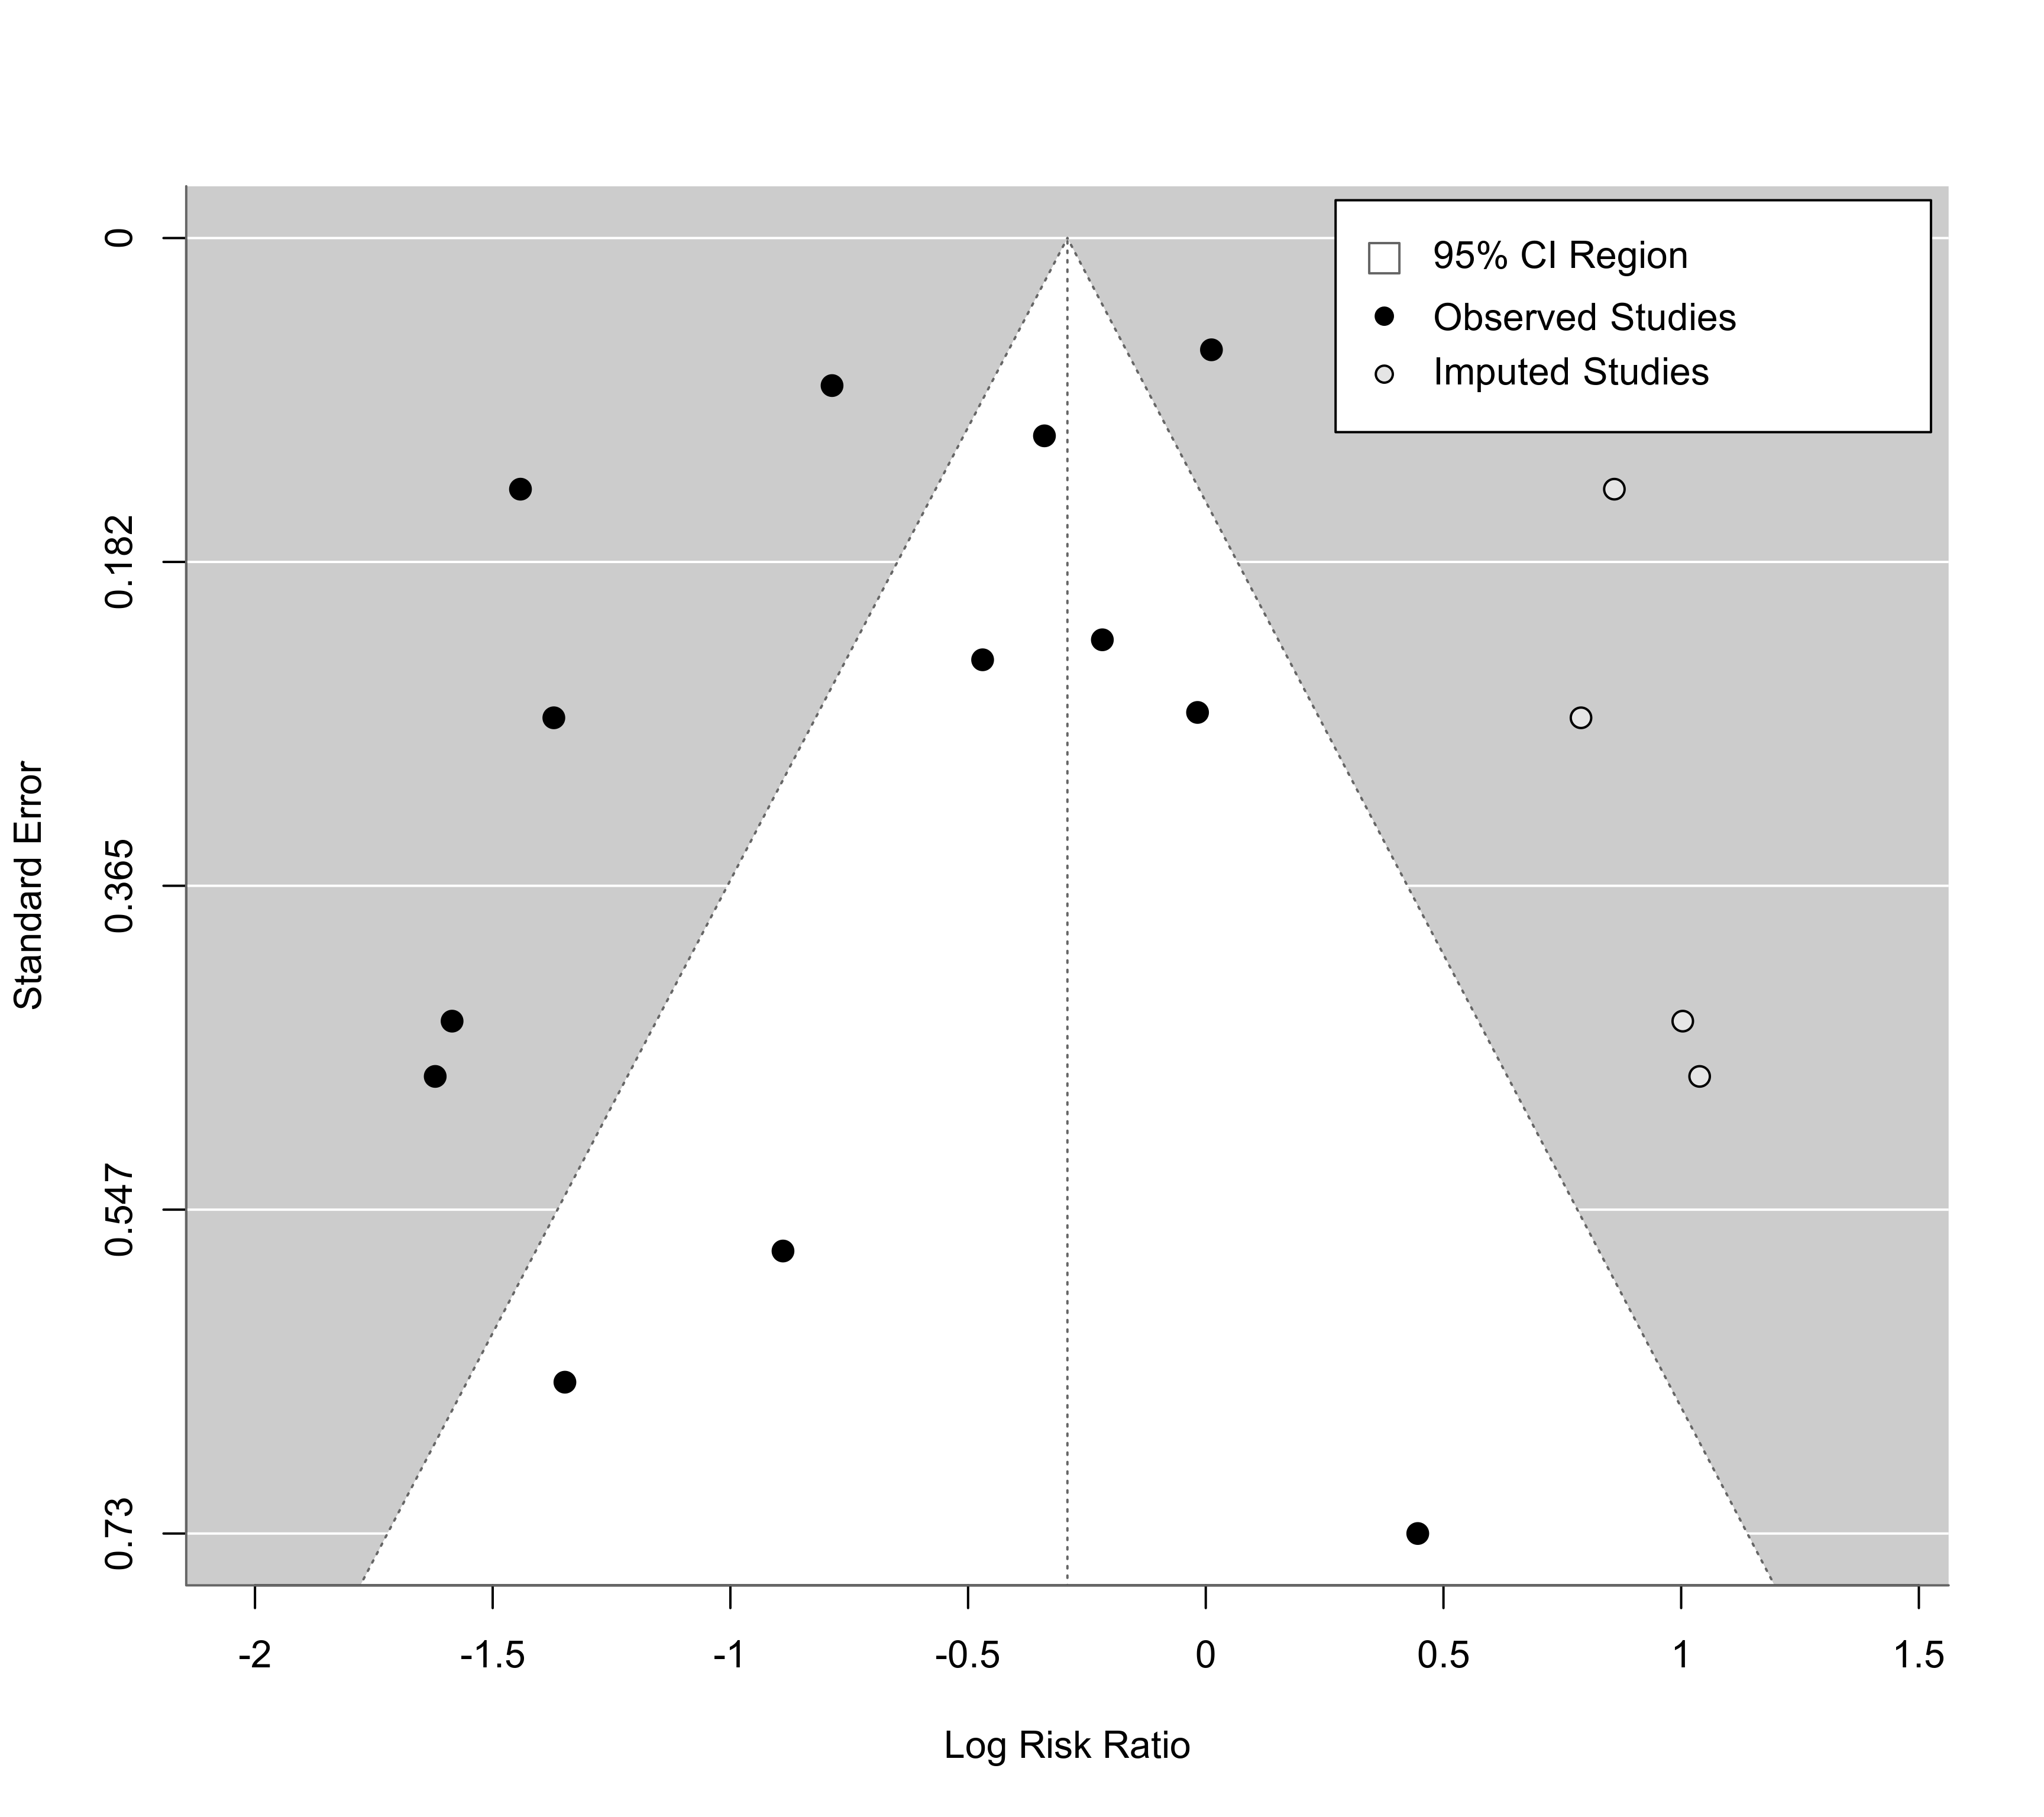 95% CI Region
Observed Studies
Imputed Studies
Standard Error
0
0.182
0.365
0.547
0.73
-2
-1.5
-1
-0.5
0
0.5
1
1.5
Log Risk Ratio